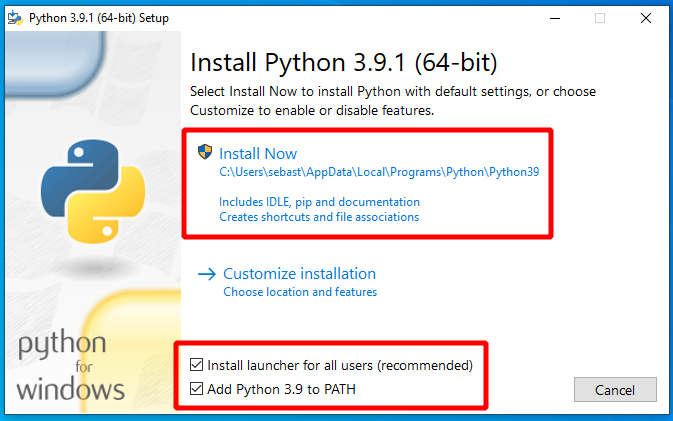 Python 3.9.1 (64-bit) Setup
Install Python 3.9.1 (64-bit)
Select Install Now to install Python with default settings, or choose
Customize to enable or disable features.
Install Now
C:\Users\sebast\AppData\Local\Programs\Python\Python39
Includes IDLE, pip and documentation
Creates shortcuts and file associations
Customize installation
Choose location and features
python
for
windows
Install launcher for all users (recommended)
Add Python 3.9 to PATH
Cancel